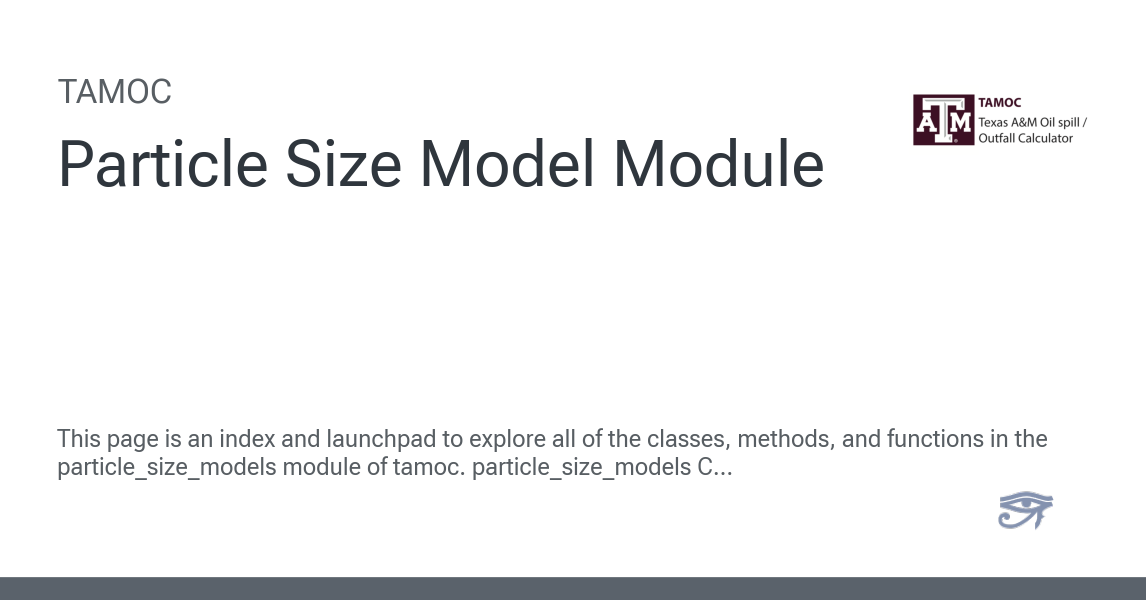 TAMOC
Particle Size Model Module
ATM
TAMOC
Texas A&M Oil spill /
Outfall Calculator
This page is an index and launchpad to explore all of the classes, methods, and functions in the
particle_size_models module of tamoc. particle_size_models C...